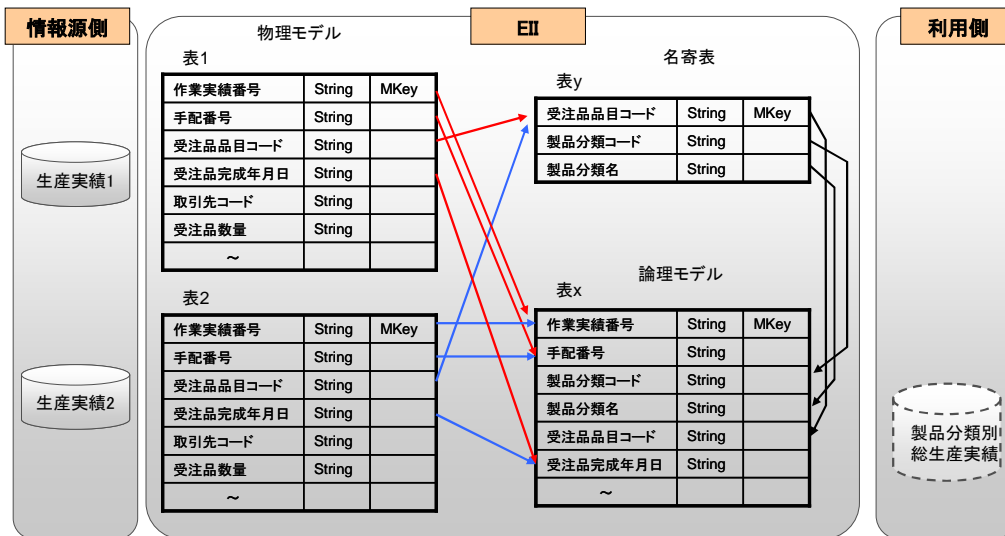 情報源側
EII
利用側
生産実績1
生産実績2
物理モデル
表1
作業実績番号 String MKey
手配番号 String
受注品品目コード String
受注品完成年月日 String
取引先コード String
受注品数量 String
～
表2
作業実績番号 String MKey
手配番号 String
受注品品目コード String
受注品完成年月日 String
取引先コード String
受注品数量 String
～
名寄表
表y
受注品品目コード String MKey
製品分類コード String
製品分類名 String
論理モデル
表x
作業実績番号 String MKey
手配番号 String
製品分類コード String
製品分類名 String
受注品品目コード String
受注品完成年月日 String
～
製品分類別
総生産実績